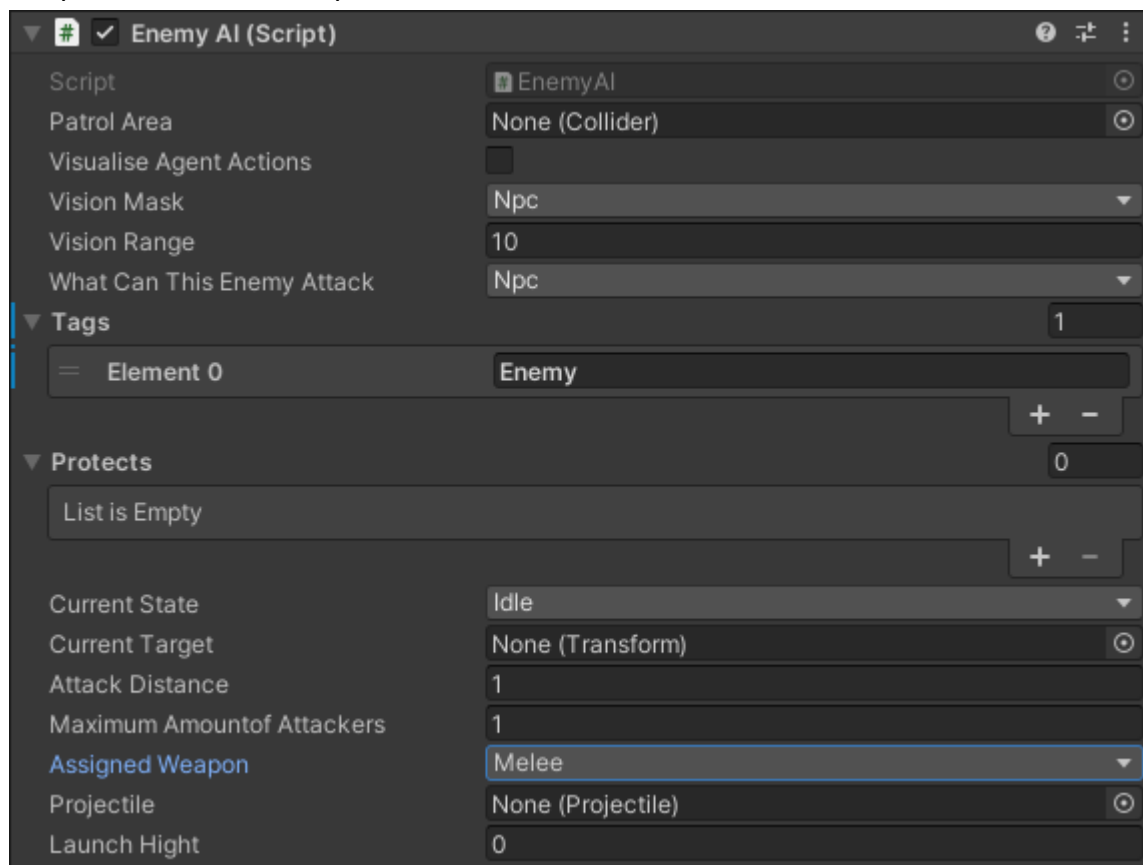 Enemy AI (Script)
Script EnemyAI
Patrol Area None (Collider)
Visualise Agent Actions
Vision Mask Npc
Vision Range 10
What Can This Enemy Attack Npc
Tags 1
Element 0 Enemy
Protects 0
List is Empty
Current State Idle
Current Target None (Transform)
Attack Distance 1
Maximum Amountof Attackers 1
Assigned Weapon Melee
Projectile None (Projectile)
Launch Hight 0